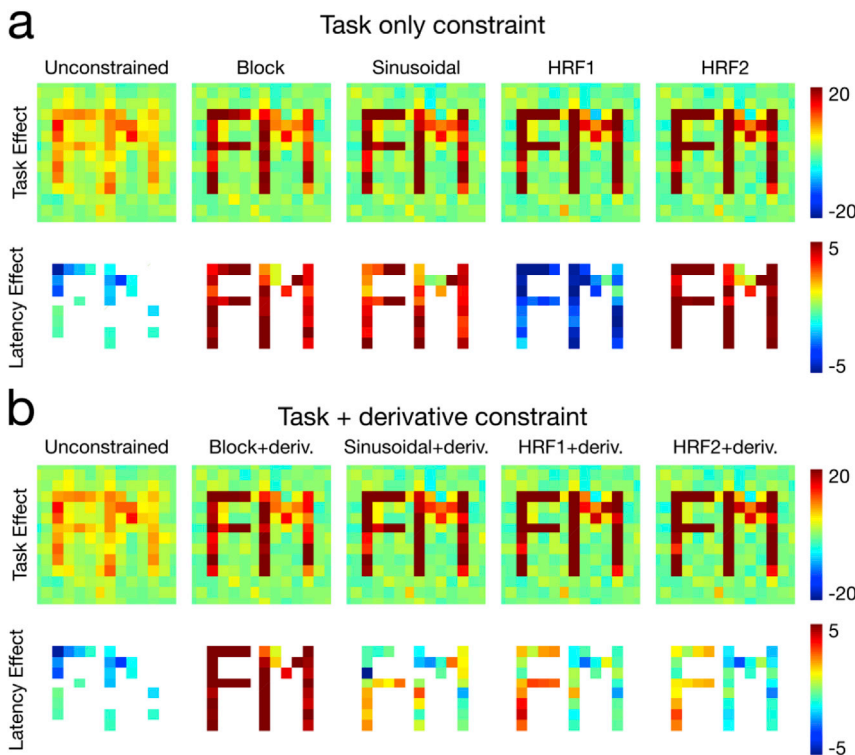 a Task only constraint
Unconstrained Block Sinusoidal HRF1 HRF2
Task Effect
20
-20
Latency Effect
5
-5
b Task + derivative constraint
Unconstrained Block+deriv. Sinusoidal+deriv. HRF1+deriv. HRF2+deriv.
Task Effect
20
-20
Latency Effect
5
-5